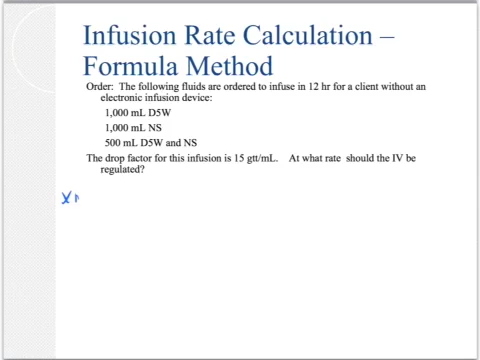 Infusion Rate Calculation –
Formula Method
Order: The following fluids are ordered to infuse in 12 hr for a client without an
electronic infusion device:
1,000 mL D5W
1,000 mL NS
500 mL D5W and NS
The drop factor for this infusion is 15 gtt/mL. At what rate should the IV be
regulated?
X